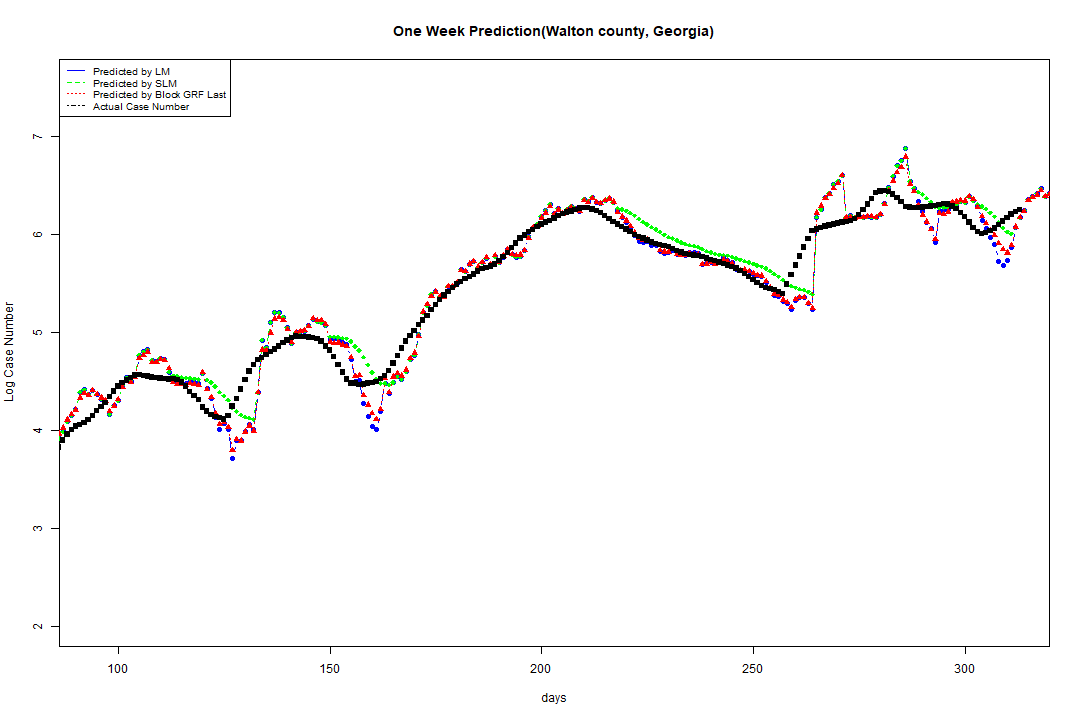 One Week Prediction(Walton county, Georgia)
Predicted by LM
Predicted by SLM
Predicted by Block GRF Last
Actual Case Number
7
6
5
4
3
2
Log Case Number
100 150 200 250 300
days